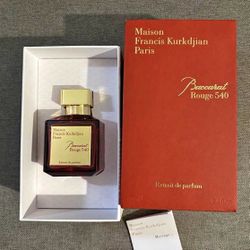 Maison
Francis Kurkdjian
Paris
Baccarat
Rouge 540
Extrait de parfum
Maison
Francis Kurkdjian
Paris
Baccarat
Rouge 540
Extrait de parfum